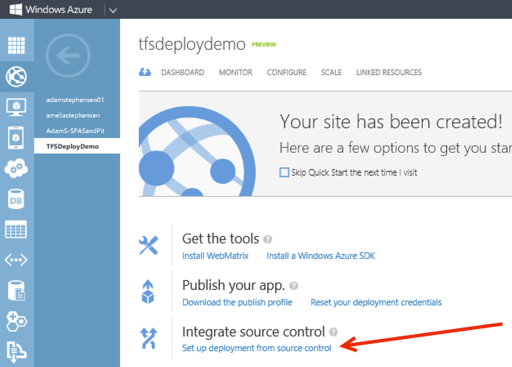 Windows Azure
tfsdeploydemo PREVIEW
DASHBOARD MONITOR CONFIGURE SCALE LINKED RESOURCES
adamstephensen01
ameliastephensen
AdamS-SPASandPit
TFSDeployDemo
Your site has been created!
Here are a few options to get you star
Skip Quick Start the next time I visit
DB
Get the tools ?
Install WebMatrix Install a Windows Azure SDK
Publish your app. ?
Download the publish profile Reset your deployment credentials
Integrate source control ?
Set up deployment from source control